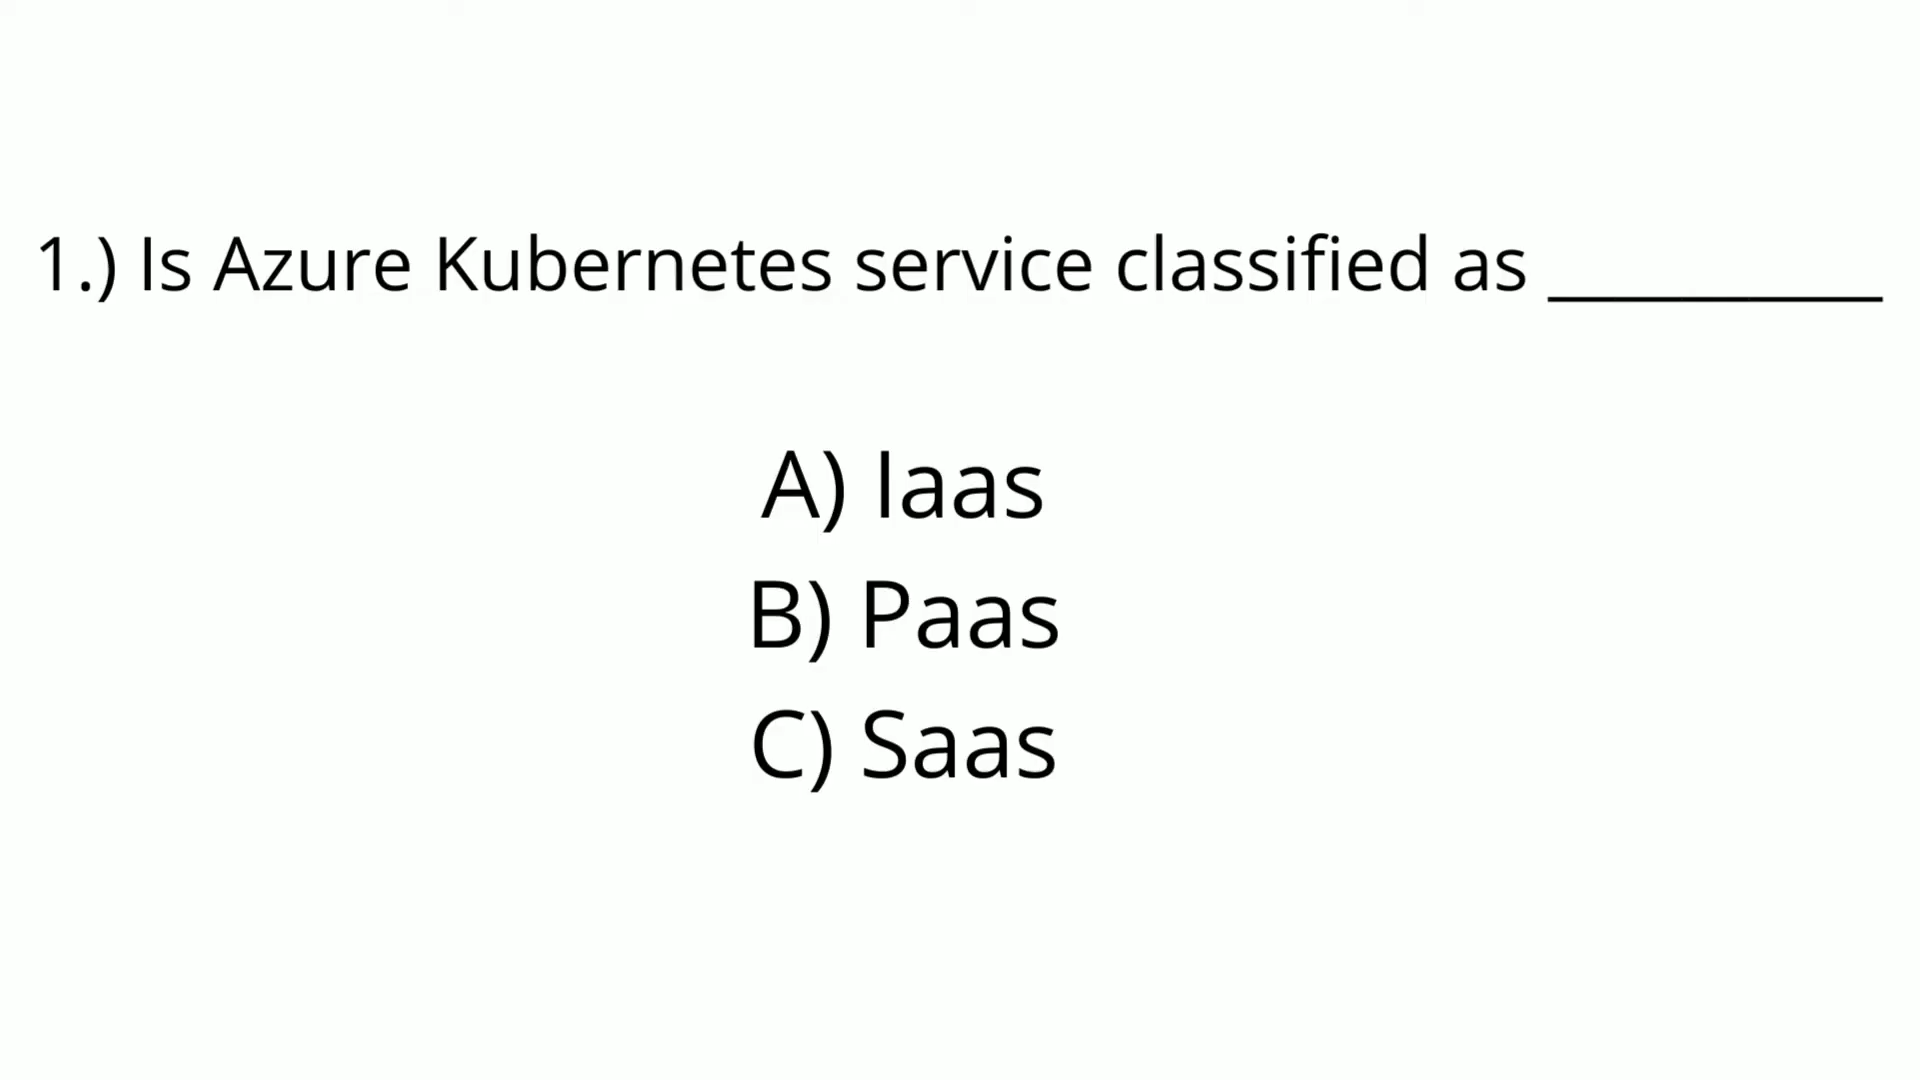 1.) Is Azure Kubernetes service classified as __________
A) Iaas
B) Paas
C) Saas